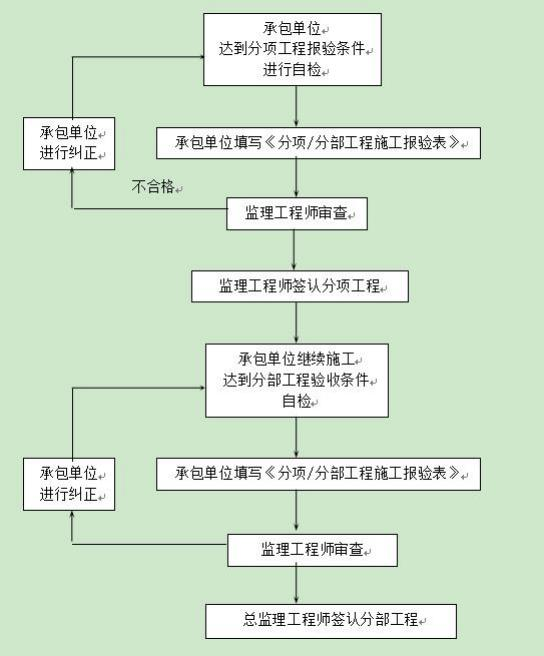 承包单位
达到分项工程报验条件
进行自检
承包单位
进行纠正
承包单位填写《分项/分部工程施工报验表》
不合格
监理工程师审查
监理工程师签认分项工程
承包单位继续施工
达到分部工程验收条件
自检
承包单位
进行纠正
承包单位填写《分项/分部工程施工报验表》
监理工程师审查
总监理工程师签认分部工程